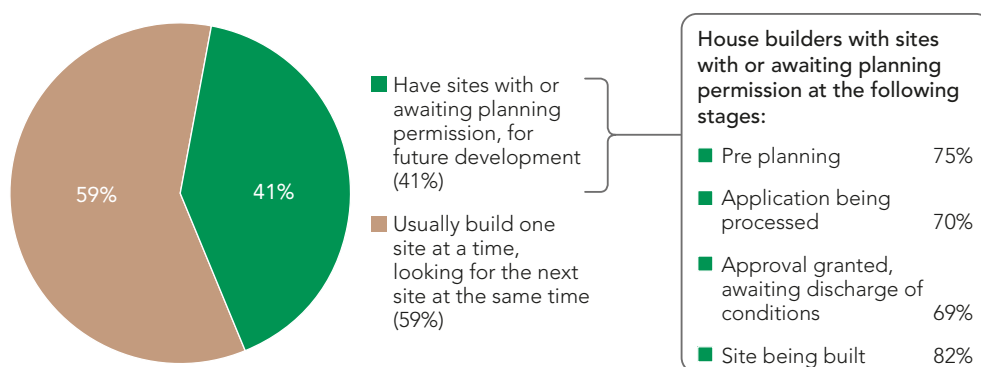 59%
41%
Have sites with or
awaiting planning
permission, for
future development
(41%)
Usually build one
site at a time,
looking for the next
site at the same time
(59%)
House builders with sites
with or awaiting planning
permission at the following
stages:
Pre planning 75%
Application being
processed 70%
Approval granted,
awaiting discharge of
conditions 69%
Site being built 82%